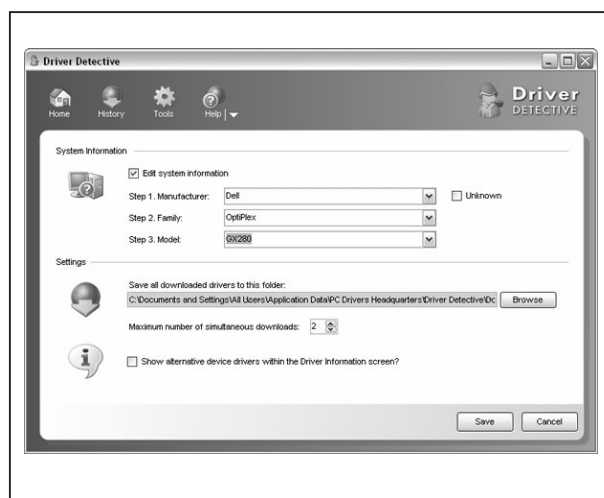 Driver Detective
Home
History
Tools
Help
Driver
DETECTIVE
System Information
Edit system information
Step 1. Manufacturer:
Dell
Unknown
Step 2. Family:
OptiPlex
Step 3. Model:
GX280
Settings
Save all downloaded drivers to this folder:
C:\Documents and Settings\All Users\Application Data\PC Drivers Headquarters\Driver Detective\Dc
Browse
Maximum number of simultaneous downloads:
2
Show alternative device drivers within the Driver Information screen?
Save
Cancel